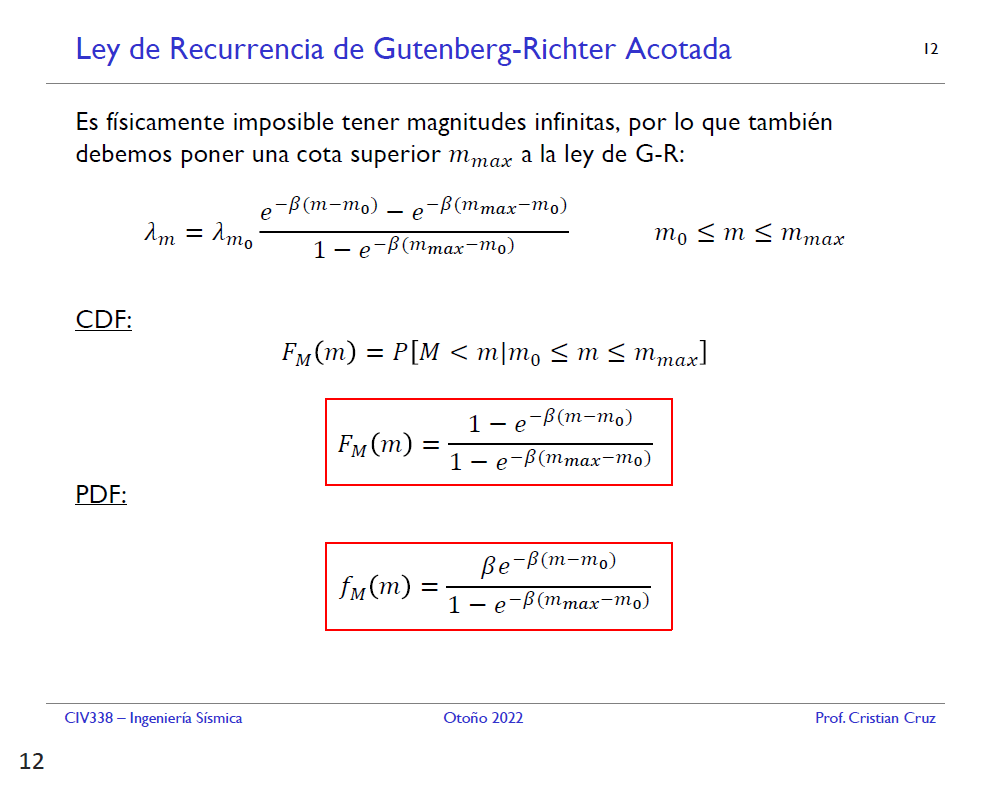 Ley de Recurrencia de Gutenberg-Richter Acotada 12
Es físicamente imposible tener magnitudes infinitas, por lo que también
debemos poner una cota superior $m_{max}$ a la ley de G-R:
$\lambda_m = \lambda_{m_0} \frac{e^{-\beta(m-m_0)} - e^{-\beta(m_{max}-m_0)}}{1 - e^{-\beta(m_{max}-m_0)}}$ $m_0 \leq m \leq m_{max}$
CDF:
$F_M(m) = P[M < m | m_0 \leq m \leq m_{max}]$
$F_M(m) = \frac{1 - e^{-\beta(m-m_0)}}{1 - e^{-\beta(m_{max}-m_0)}}$
PDF:
$f_M(m) = \frac{\beta e^{-\beta(m-m_0)}}{1 - e^{-\beta(m_{max}-m_0)}}$
CIV338 – Ingeniería Sísmica Otoño 2022 Prof. Cristian Cruz
12